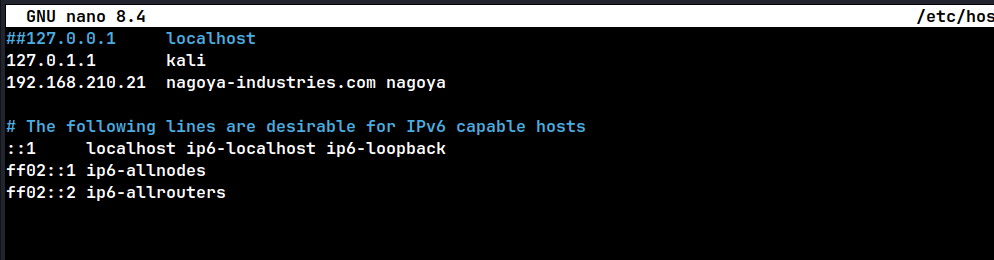 GNU nano 8.4 /etc/hos
##127.0.0.1 localhost
127.0.1.1 kali
192.168.210.21 nagoya-industries.com nagoya
# The following lines are desirable for IPv6 capable hosts
::1 localhost ip6-localhost ip6-loopback
ff02::1 ip6-allnodes
ff02::2 ip6-allrouters